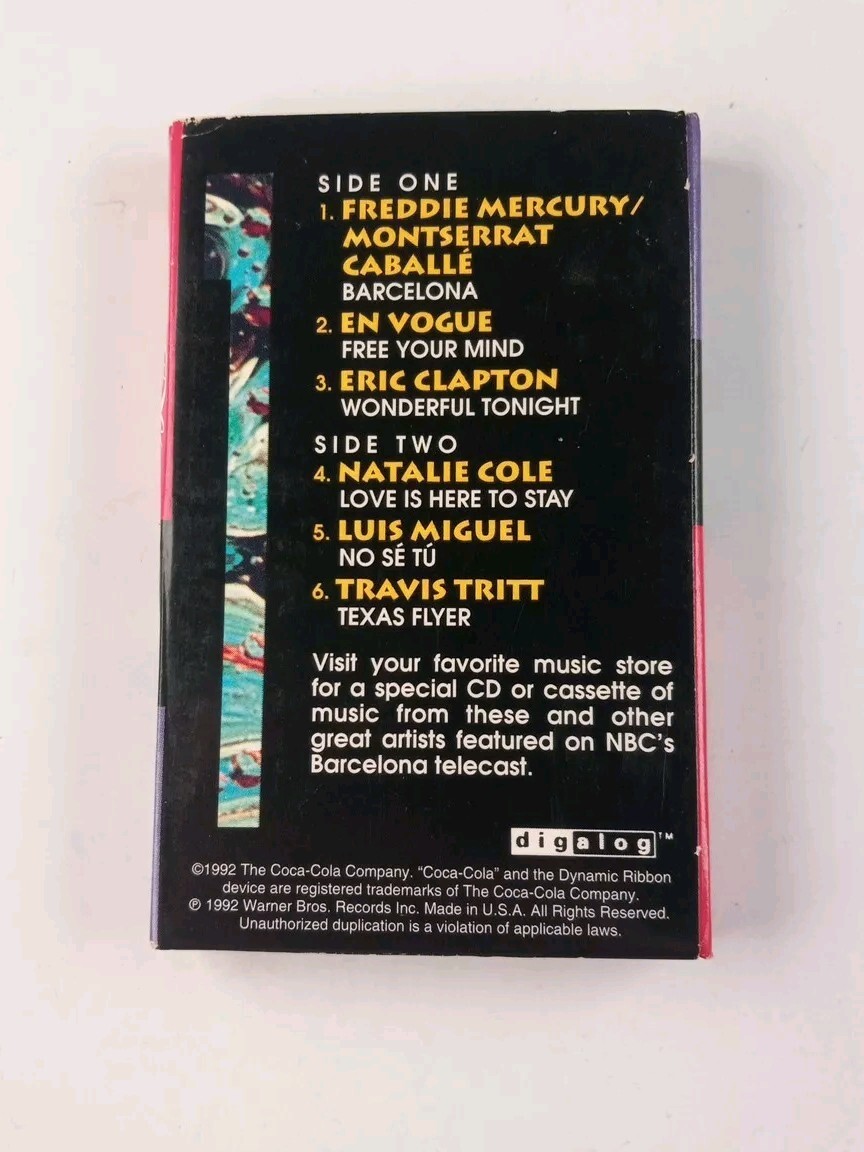 SIDE ONE
1. FREDDIE MERCURY/
MONTSERRAT
CABALLÉ
BARCELONA
2. EN VOGUE
FREE YOUR MIND
3. ERIC CLAPTON
WONDERFUL TONIGHT
SIDE TWO
4. NATALIE COLE
LOVE IS HERE TO STAY
5. LUIS MIGUEL
NO SÉ TÚ
6. TRAVIS TRITT
TEXAS FLYER
Visit your favorite music store
for a special CD or cassette of
music from these and other
great artists featured on NBC's
Barcelona telecast.
digalog™
©1992 The Coca-Cola Company. "Coca-Cola" and the Dynamic Ribbon
device are registered trademarks of The Coca-Cola Company.
℗ 1992 Warner Bros. Records Inc. Made in U.S.A. All Rights Reserved.
Unauthorized duplication is a violation of applicable laws.